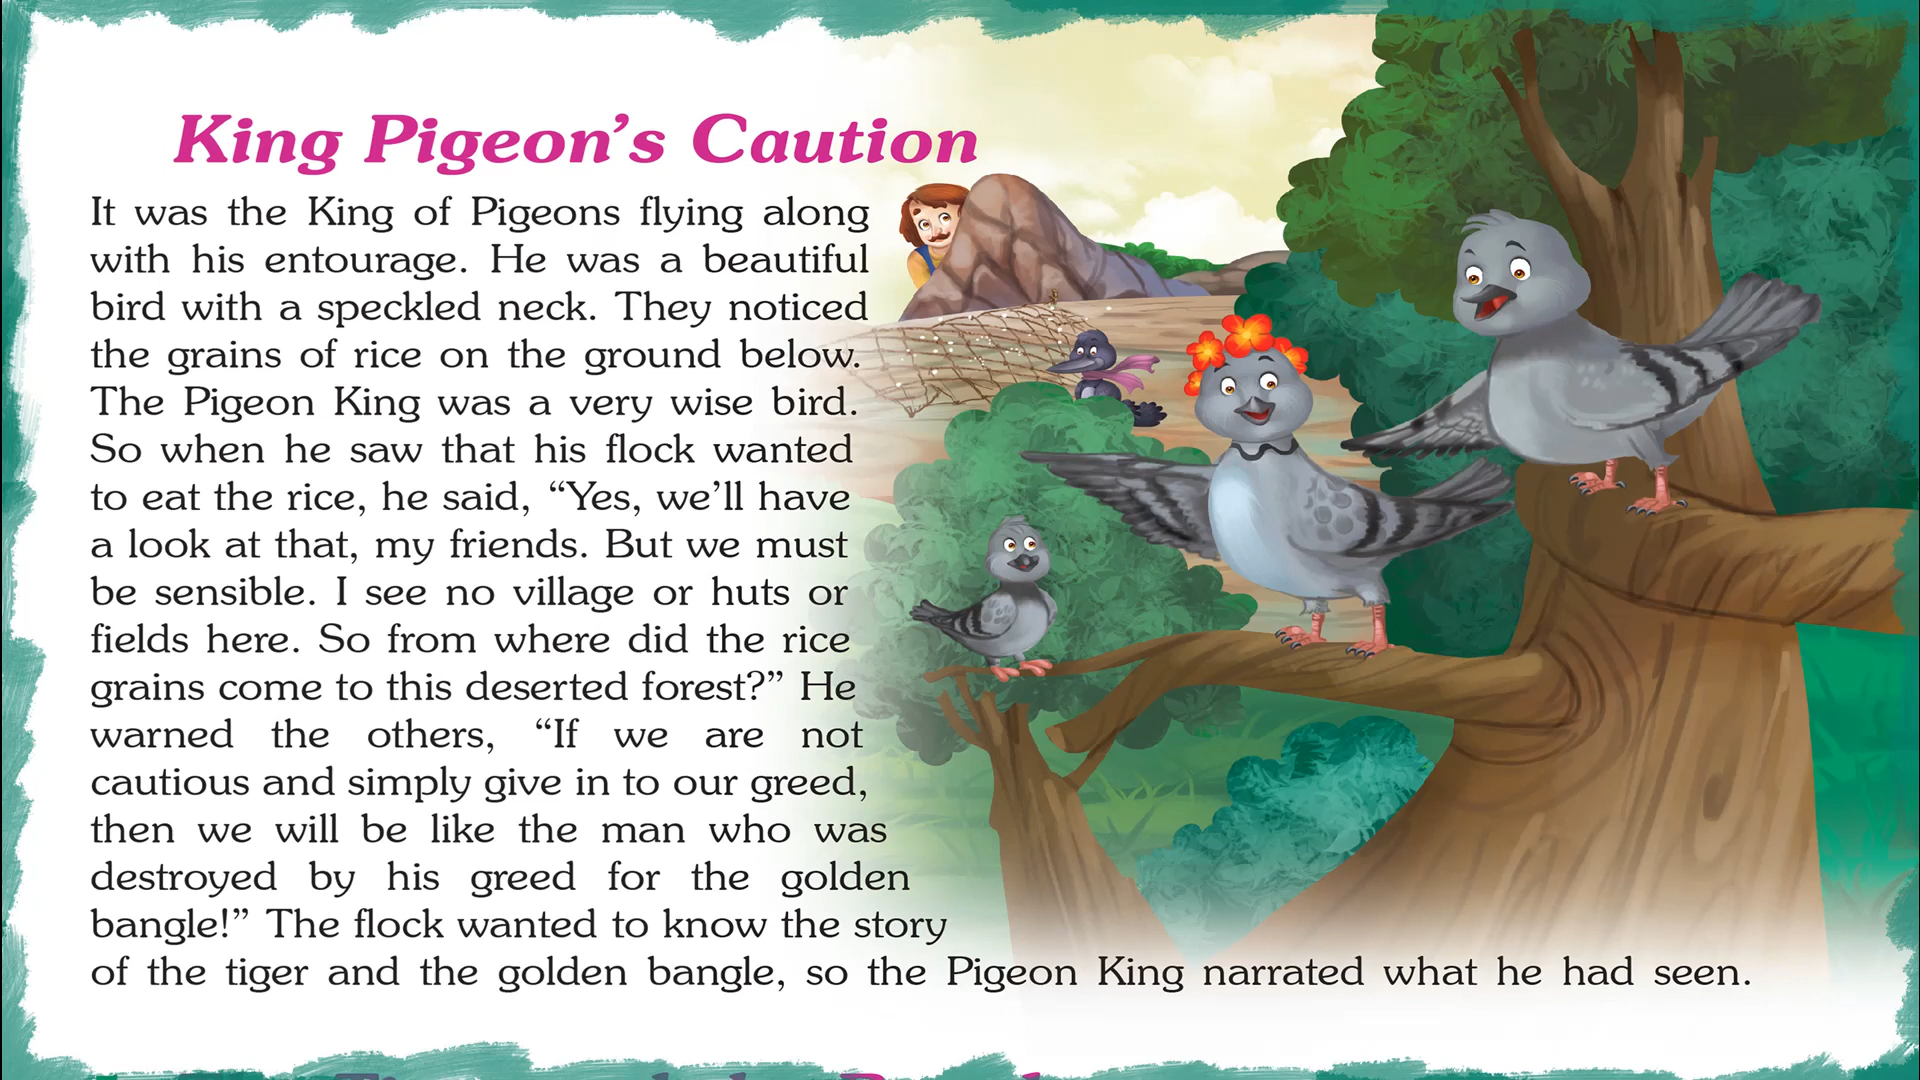 King Pigeon's Caution
It was the King of Pigeons flying along
with his entourage. He was a beautiful
bird with a speckled neck. They noticed
the grains of rice on the ground below.
The Pigeon King was a very wise bird.
So when he saw that his flock wanted
to eat the rice, he said, “Yes, we’ll have
a look at that, my friends. But we must
be sensible. I see no village or huts or
fields here. So from where did the rice
grains come to this deserted forest?” He
warned the others, “If we are not
cautious and simply give in to our greed,
then we will be like the man who was
destroyed by his greed for the golden
bangle!” The flock wanted to know the story
of the tiger and the golden bangle, so the Pigeon King narrated what he had seen.